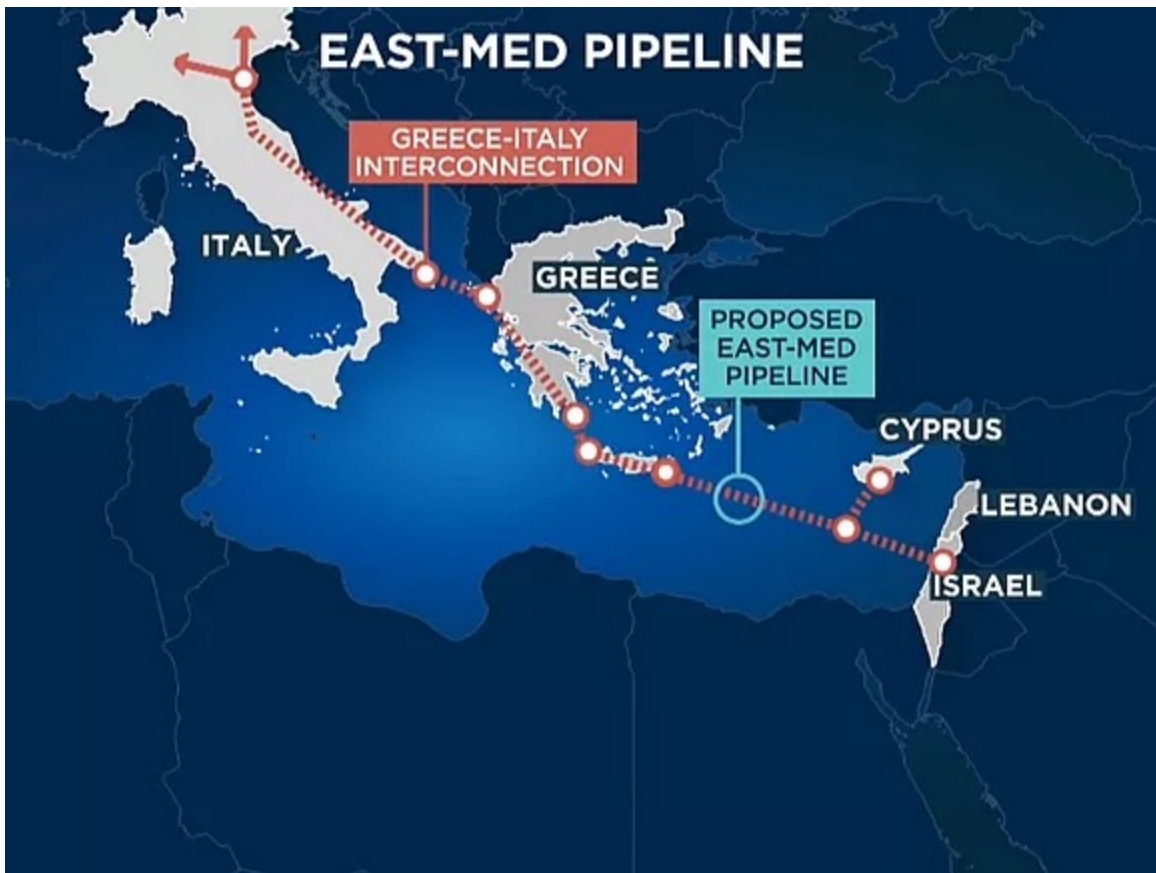 EAST-MED PIPELINE
GREECE-ITALY
INTERCONNECTION
ITALY
GREECE
PROPOSED
EAST-MED
PIPELINE
CYPRUS
LEBANON
ISRAEL